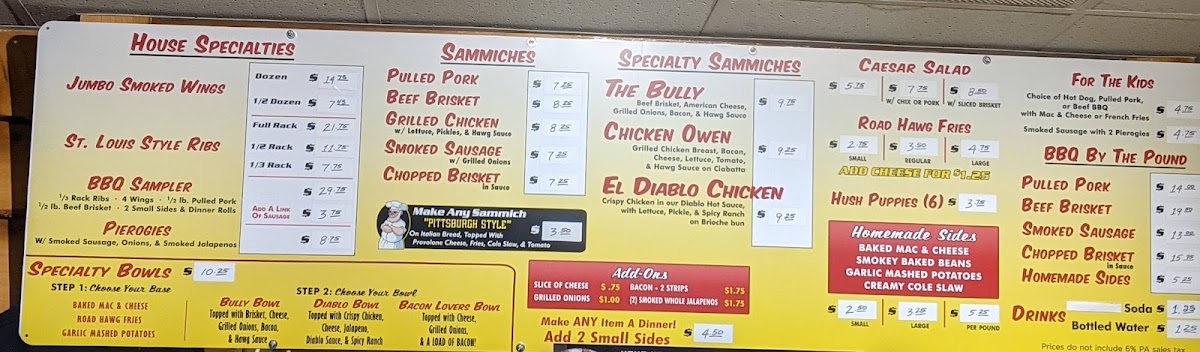 HOUSE SPECIALTIES
JUMBO SMOKED WINGS
Dozen $ 14.75
1/2 Dozen $ 7.45
ST. LOUIS STYLE RIBS
Full Rack $ 21.75
1/2 Rack $ 11.75
1/3 Rack $ 7.75
BBQ SAMPLER $ 29.75
1/3 Rack Ribs · 4 Wings · 1/2 lb. Pulled Pork
1/2 lb. Beef Brisket · 2 Small Sides & Dinner Rolls
ADD A LINK
OF SAUSAGE $ 3.75
PIEROGIES $ 8.75
W/ Smoked Sausage, Onions, & Smoked Jalapenos
SAMMICHES
PULLED PORK $ 7.25
BEEF BRISKET $ 8.25
GRILLED CHICKEN $ 8.25
w/ Lettuce, Pickles, & Hawg Sauce
SMOKED SAUSAGE $ 7.25
w/ Grilled Onions
CHOPPED BRISKET $ 7.25
in Sauce
Make Any Sammich
"PITTSBURGH STYLE" $ 3.50
On Italian Bread, Topped With
Provolone Cheese, Fries, Cole Slaw, & Tomato
SPECIALTY SAMMICHES
THE BULLY $ 9.75
Beef Brisket, American Cheese,
Grilled Onions, Bacon, & Hawg Sauce
CHICKEN OWEN $ 9.25
Grilled Chicken Breast, Bacon,
Cheese, Lettuce, Tomato,
& Hawg Sauce on Ciabatta
EL DIABLO CHICKEN $ 9.25
Crispy Chicken in our Diablo Hot Sauce,
with Lettuce, Pickle, & Spicy Ranch
on Brioche bun
CAESAR SALAD
$ 5.75 $ 7.75 $ 8.50
W/ CHIX OR PORK W/ SLICED BRISKET
ROAD HAWG FRIES
$ 2.75 $ 3.50 $ 4.75
SMALL REGULAR LARGE
ADD CHEESE FOR $1.25
HUSH PUPPIES (6) $ 3.75
Homemade Sides
BAKED MAC & CHEESE
SMOKEY BAKED BEANS
GARLIC MASHED POTATOES
CREAMY COLE SLAW
$ 2.50 $ 3.25 $ 5.25
SMALL LARGE PER POUND
FOR THE KIDS
Choice of Hot Dog, Pulled Pork,
or Beef BBQ
with Mac & Cheese or French Fries $ 4.75
Smoked Sausage with 2 Pierogies $ 4.75
BBQ BY THE POUND
PULLED PORK $ 14.00
BEEF BRISKET $
SMOKED SAUSAGE $ 13.00
CHOPPED BRISKET $
in Sauce
HOMEMADE SIDES $ 5.25
DRINKS
Soda $ 1.25
Bottled Water $ 1.25
Prices do not include 6% PA sales tax
SPECIALTY BOWLS $ 10.25
STEP 1: Choose Your Base
BAKED MAC & CHEESE
ROAD HAWG FRIES
GARLIC MASHED POTATOES
STEP 2: Choose Your Bowl
BULLY BOWL
Topped with Brisket, Cheese,
Grilled Onions, Bacon,
& Hawg Sauce
DIABLO BOWL
Topped with Crispy Chicken,
Cheese, Jalapeno,
Diablo Sauce, & Spicy Ranch
BACON LOVERS BOWL
Topped with Cheese,
Grilled Onions,
& A LOAD OF BACON!
Add-Ons
SLICE OF CHEESE $ .75 BACON - 2 STRIPS $1.75
GRILLED ONIONS $1.00 (2) SMOKED WHOLE JALAPENOS $1.75
Make ANY Item A Dinner!
Add 2 Small Sides $ 4.50